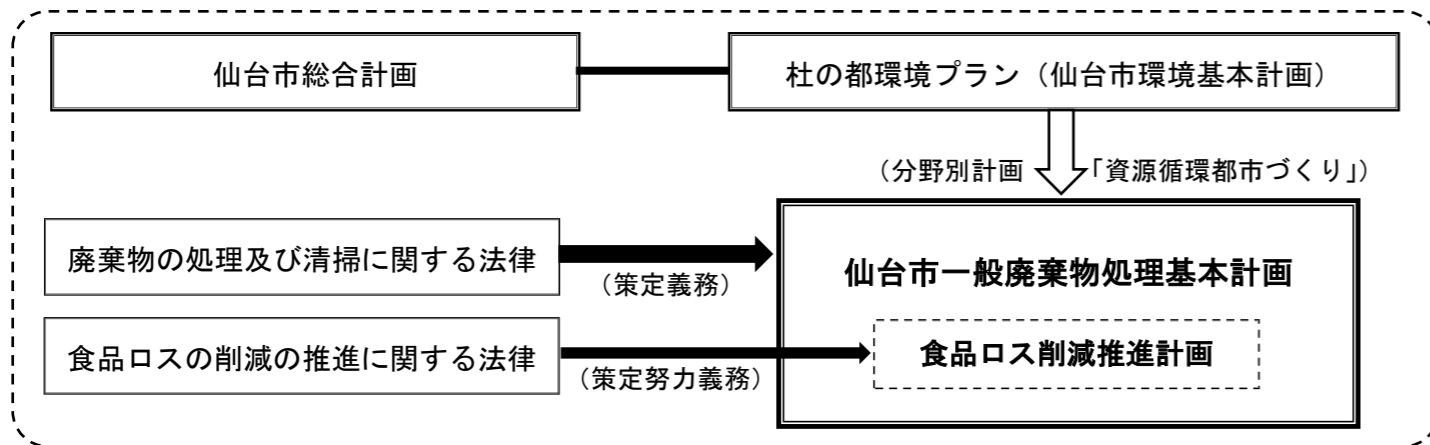 仙台市総合計画
杜の都環境プラン（仙台市環境基本計画）
（分野別計画
「資源循環都市づくり」）
廃棄物の処理及び清掃に関する法律
（策定義務）
仙台市一般廃棄物処理基本計画
食品ロスの削減の推進に関する法律
（策定努力義務）
食品ロス削減推進計画